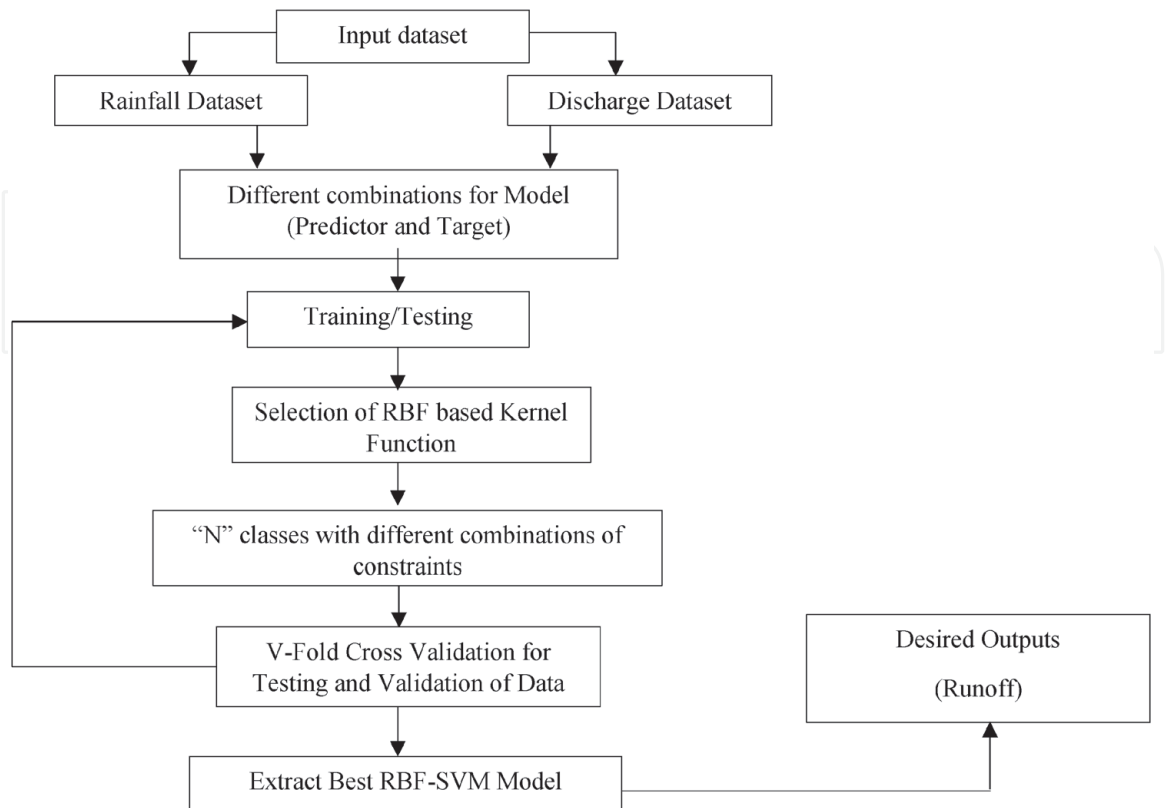 Input dataset
Rainfall Dataset
Discharge Dataset
Different combinations for Model
(Predictor and Target)
Training/Testing
Selection of RBF based Kernel
Function
“N” classes with different combinations of
constraints
V-Fold Cross Validation for
Testing and Validation of Data
Desired Outputs
(Runoff)
Extract Best RBF-SVM Model